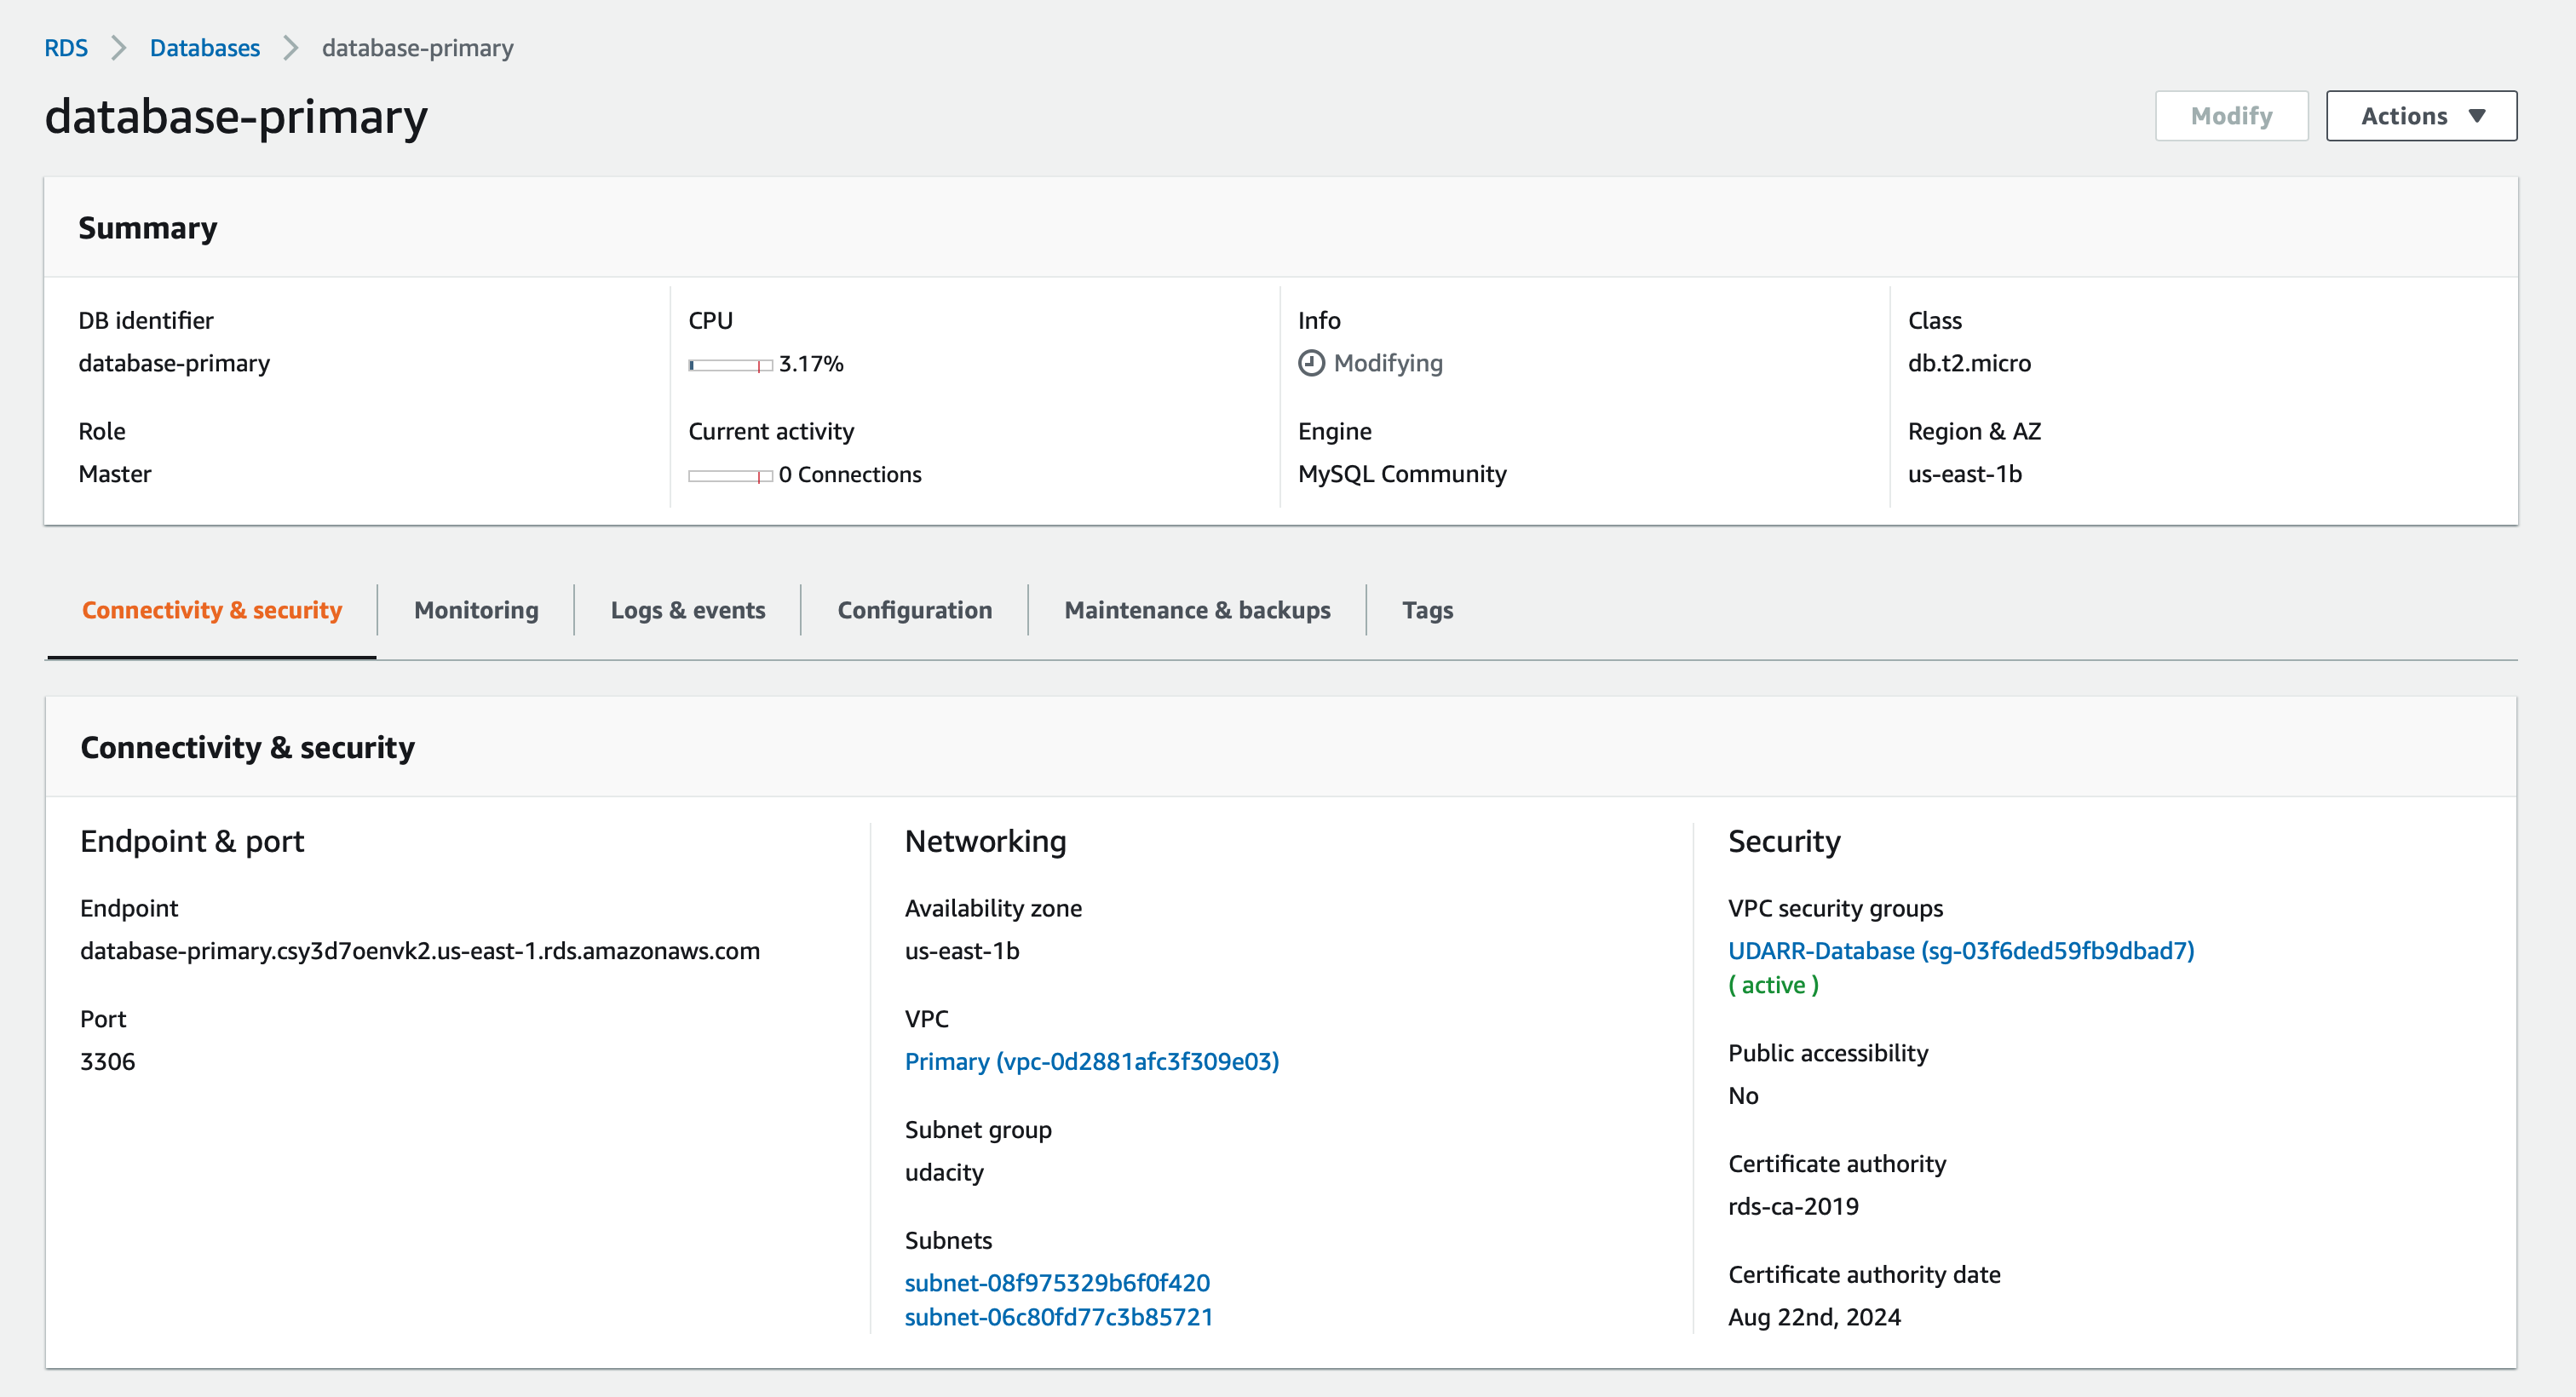 RDS > Databases > database-primary
database-primary
Modify
Actions
Summary
DB identifier
database-primary
CPU
3.17%
Info
Modifying
Class
db.t2.micro
Role
Master
Current activity
0 Connections
Engine
MySQL Community
Region & AZ
us-east-1b
Connectivity & security
Monitoring
Logs & events
Configuration
Maintenance & backups
Tags
Connectivity & security
Endpoint & port
Endpoint
database-primary.csy3d7oenvk2.us-east-1.rds.amazonaws.com
Port
3306
Networking
Availability zone
us-east-1b
VPC
Primary (vpc-0d2881afc3f309e03)
Subnet group
udacity
Subnets
subnet-08f975329b6f0f420
subnet-06c80fd77c3b85721
Security
VPC security groups
UDARR-Database (sg-03f6ded59fb9dbad7)
( active )
Public accessibility
No
Certificate authority
rds-ca-2019
Certificate authority date
Aug 22nd, 2024